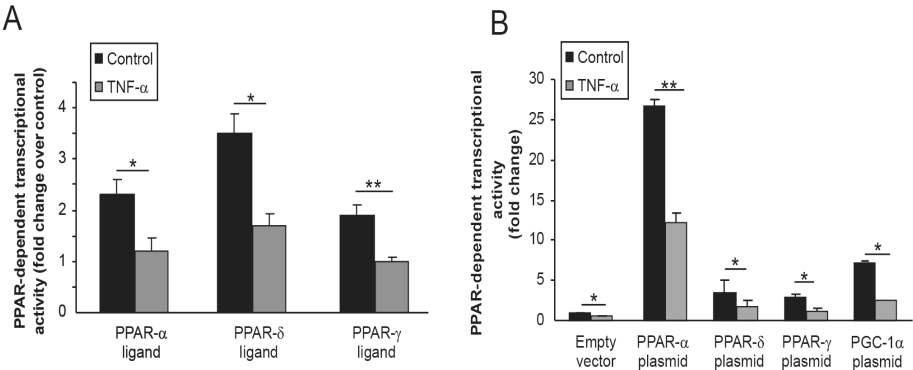 A
PPAR-dependent transcriptional
activity (fold change over control)
Control
TNF-α
4
3
2
1
0
*
*
**
PPAR-α
ligand
PPAR-δ
ligand
PPAR-γ
ligand
B
PPAR-dependent transcriptional
activity
(fold change)
Control
TNF-α
30
25
20
15
10
5
0
*
**
*
*
*
Empty
vector
PPAR-α
plasmid
PPAR-δ
plasmid
PPAR-γ
plasmid
PGC-1α
plasmid